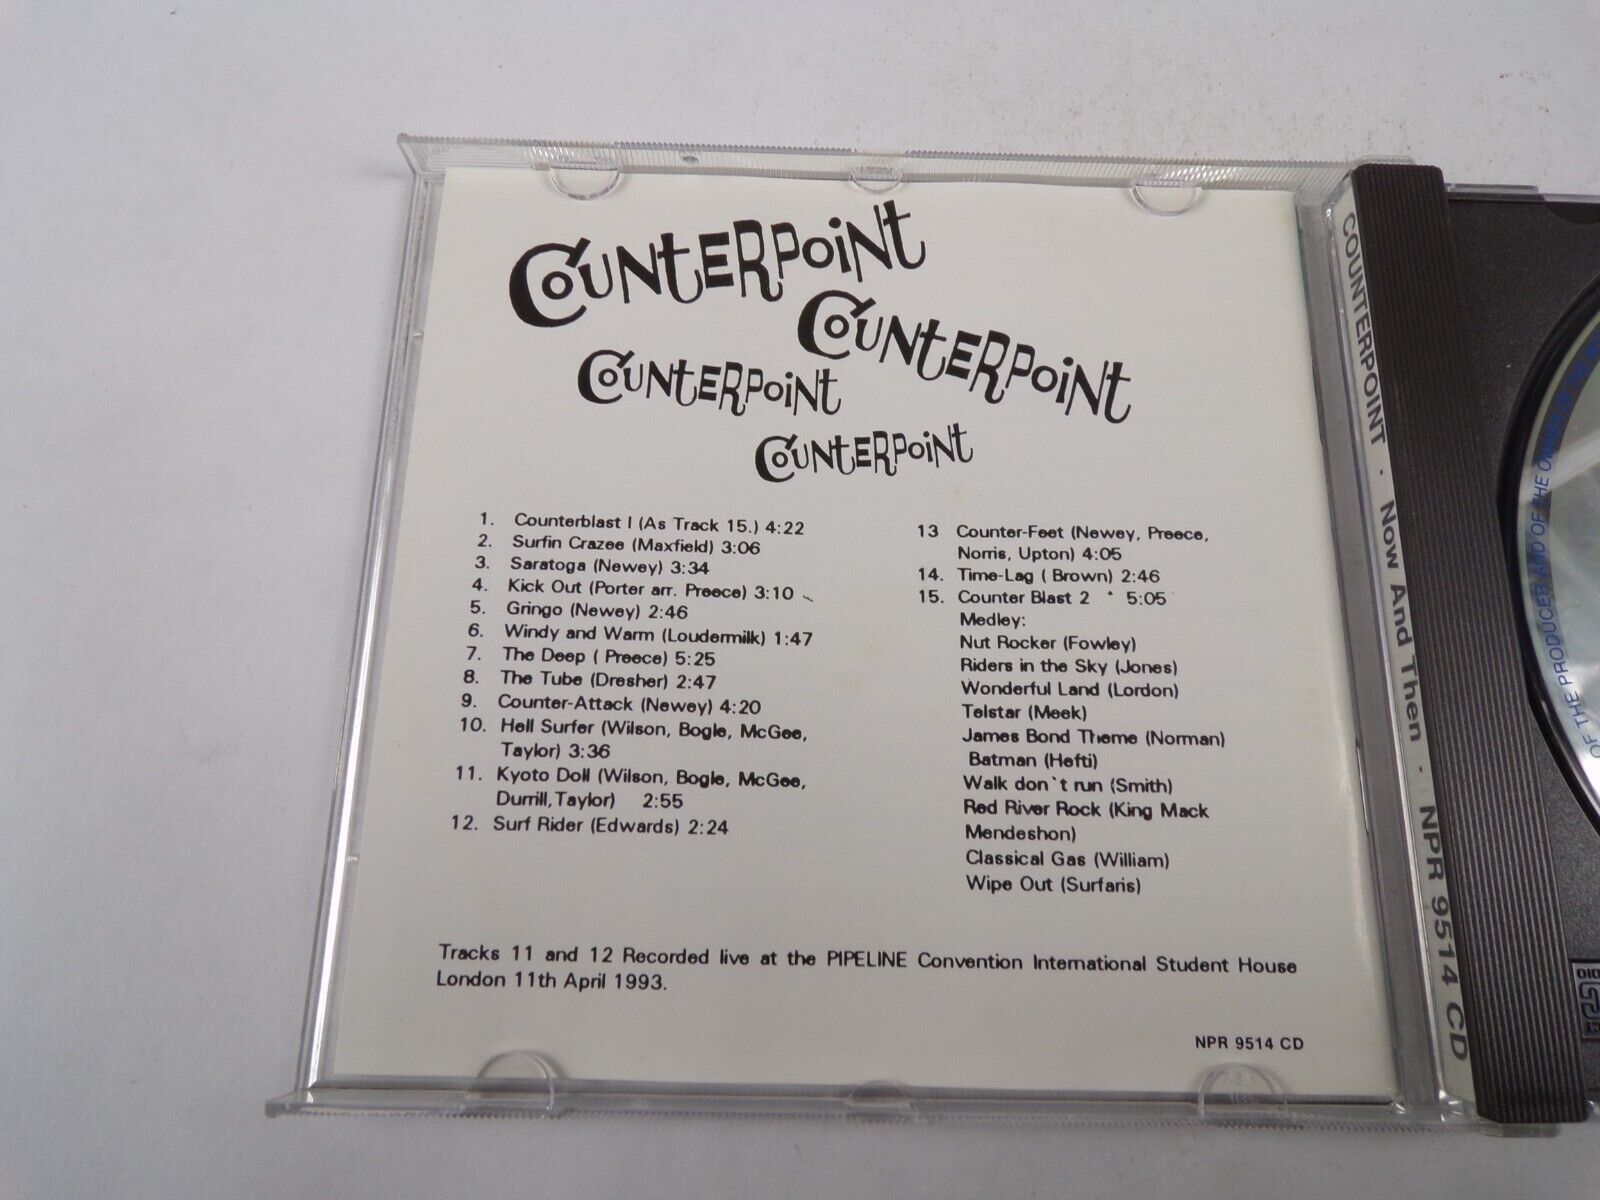 COUNTERPOINT
COUNTERPOINT
COUNTERPOINT
COUNTERPOINT
1. Counterblast I (As Track 15.) 4:22
2. Surfin Crazee (Maxfield) 3:06
3. Saratoga (Newey) 3:34
4. Kick Out (Porter arr. Preece) 3:10
5. Gringo (Newey) 2:46
6. Windy and Warm (Loudermilk) 1:47
7. The Deep ( Preece) 5:25
8. The Tube (Dresher) 2:47
9. Counter-Attack (Newey) 4:20
10. Hell Surfer (Wilson, Bogle, McGee,
Taylor) 3:36
11. Kyoto Doll (Wilson, Bogle, McGee,
Durrill, Taylor) 2:55
12. Surf Rider (Edwards) 2:24
13 Counter-Feet (Newey, Preece,
Norris, Upton) 4:05
14. Time-Lag ( Brown) 2:46
15. Counter Blast 2 * 5:05
Medley:
Nut Rocker (Fowley)
Riders in the Sky (Jones)
Wonderful Land (Lordon)
Telstar (Meek)
James Bond Theme (Norman)
Batman (Hefti)
Walk don`t run (Smith)
Red River Rock (King Mack
Mendeshon)
Classical Gas (William)
Wipe Out (Surfaris)
Tracks 11 and 12 Recorded live at the PIPELINE Convention International Student House
London 11th April 1993.
NPR 9514 CD
COUNTERPOINT · Now And Then · NPR 9514 CD
OF THE PRODUCER AND OF THE